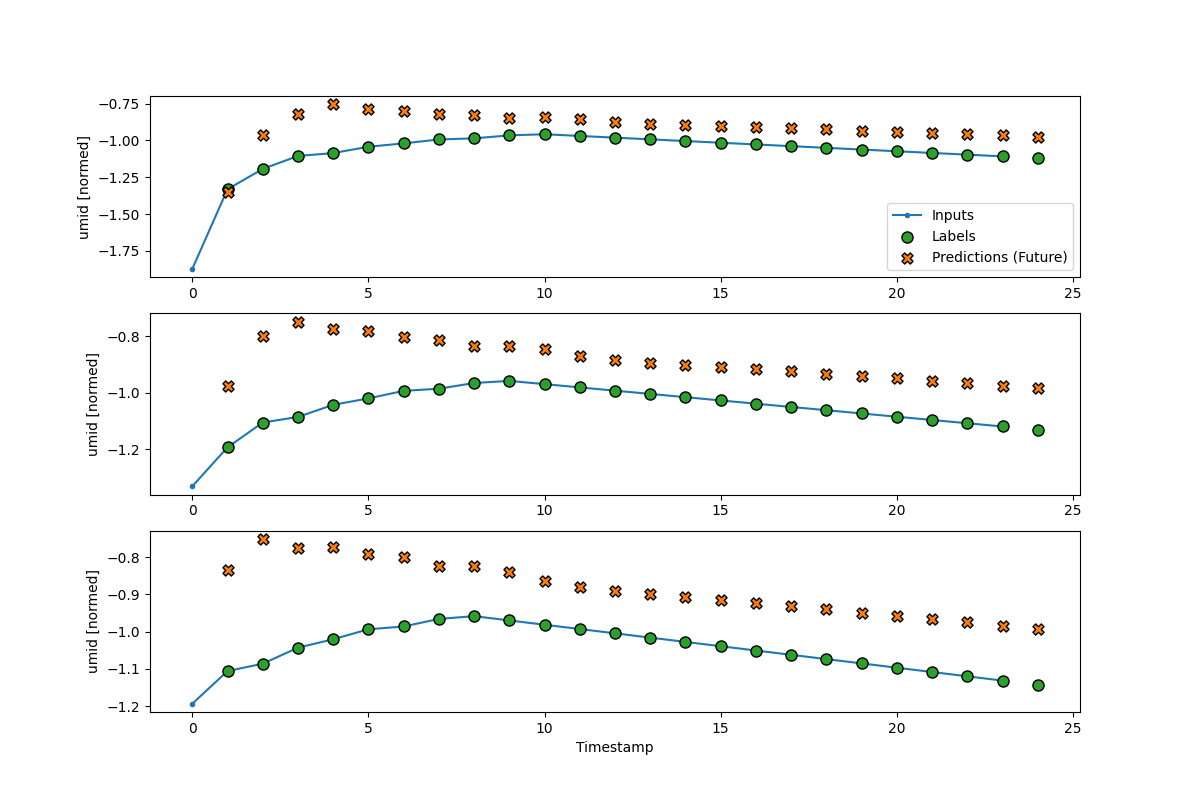 umid [normed]
−0.75
−1.00
−1.25
−1.50
−1.75
Inputs
Labels
Predictions (Future)
0 5 10 15 20 25
umid [normed]
−0.8
−1.0
−1.2
0 5 10 15 20 25
umid [normed]
−0.8
−0.9
−1.0
−1.1
−1.2
0 5 10 15 20 25
Timestamp